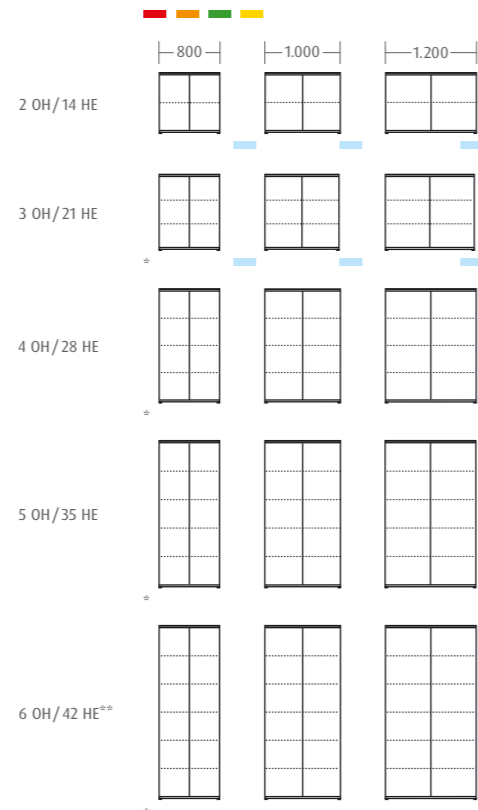 800 1.000 1.200
2 OH/14 HE
3 OH/21 HE
*
4 OH/28 HE
*
5 OH/35 HE
*
6 OH/42 HE**
*